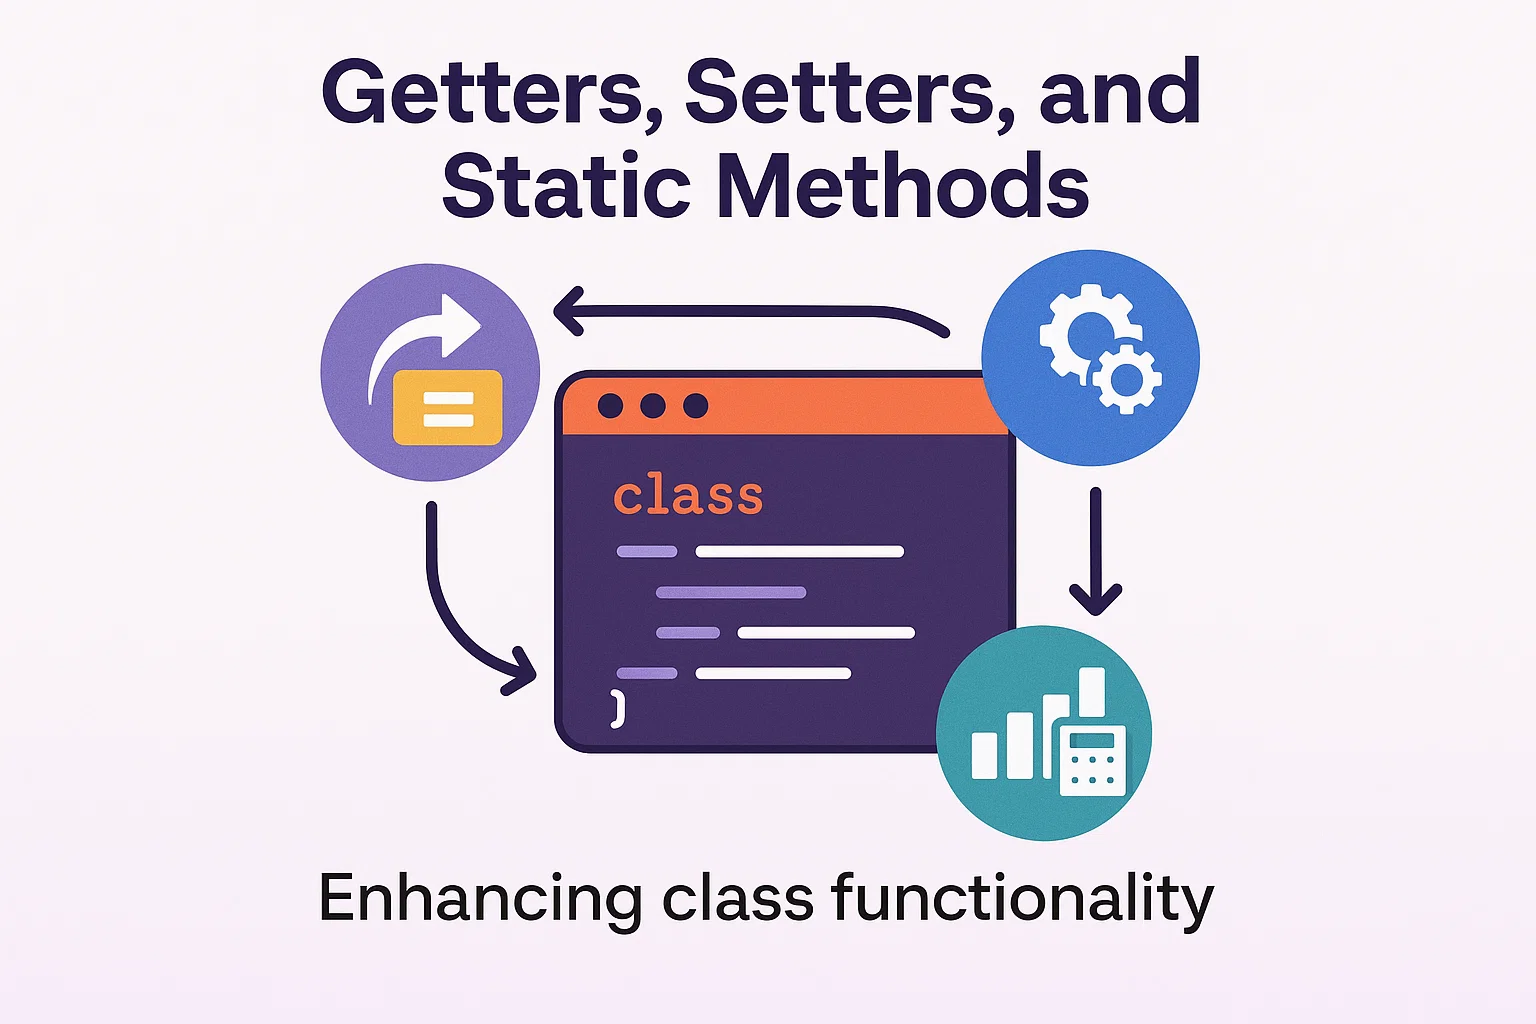 Getters, Setters, and
Static Methods
class
}
Enhancing class functionality